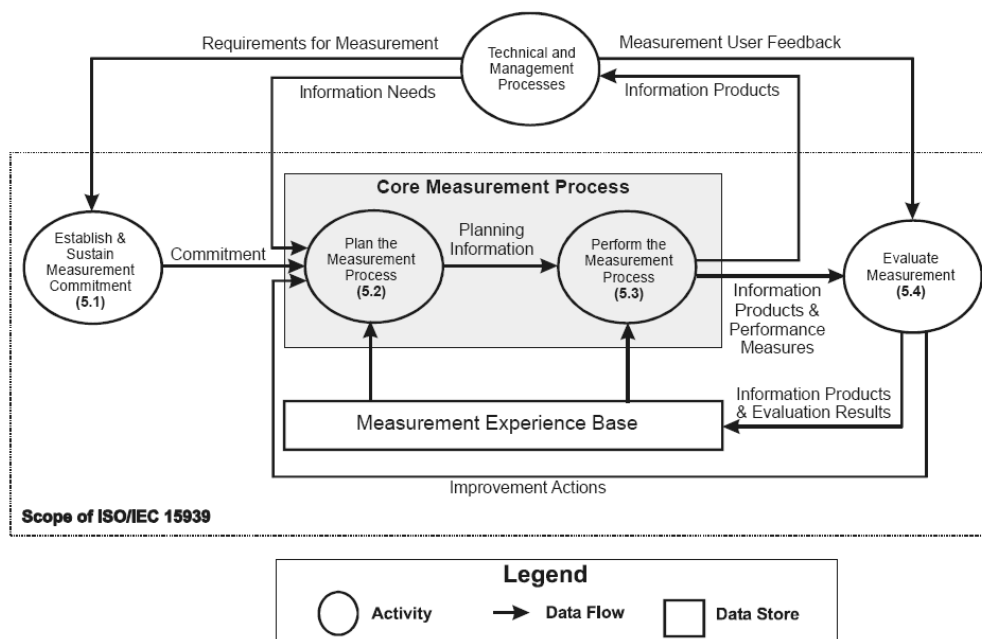 Requirements for Measurement
Technical and
Management
Processes
Measurement User Feedback
Information Needs
Information Products
Core Measurement Process
Establish &
Sustain
Measurement
Commitment
(5.1)
Commitment
Plan the
Measurement
Process
(5.2)
Planning
Information
Perform the
Measurement
Process
(5.3)
Evaluate
Measurement
(5.4)
Information
Products &
Performance
Measures
Information Products
& Evaluation Results
Measurement Experience Base
Improvement Actions
Scope of ISO/IEC 15939
Legend
Activity
Data Flow
Data Store